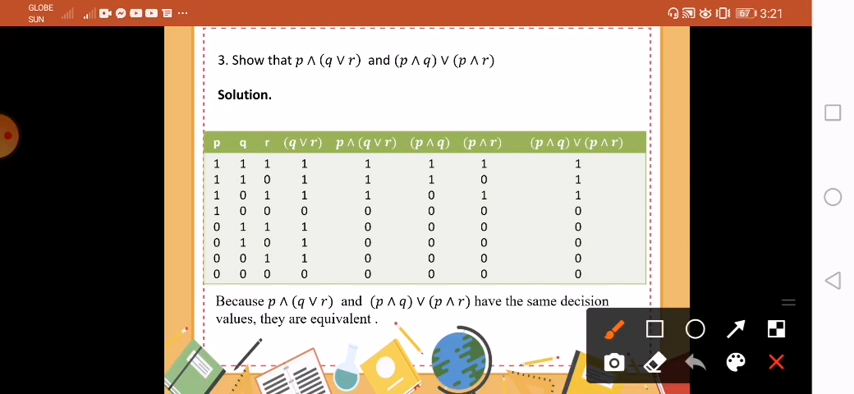 GLOBE
SUN
67
3:21
3. Show that p ∧ (q ∨ r) and (p ∧ q) ∨ (p ∧ r)
Solution.
p q r (q ∨ r) p ∧ (q ∨ r) (p ∧ q) (p ∧ r) (p ∧ q) ∨ (p ∧ r)
1 1 1 1 1 1 1 1
1 1 0 1 1 1 0 1
1 0 1 1 1 0 1 1
1 0 0 0 0 0 0 0
0 1 1 1 0 0 0 0
0 1 0 1 0 0 0 0
0 0 1 1 0 0 0 0
0 0 0 0 0 0 0 0
Because p ∧ (q ∨ r) and (p ∧ q) ∨ (p ∧ r) have the same decision
values, they are equivalent .